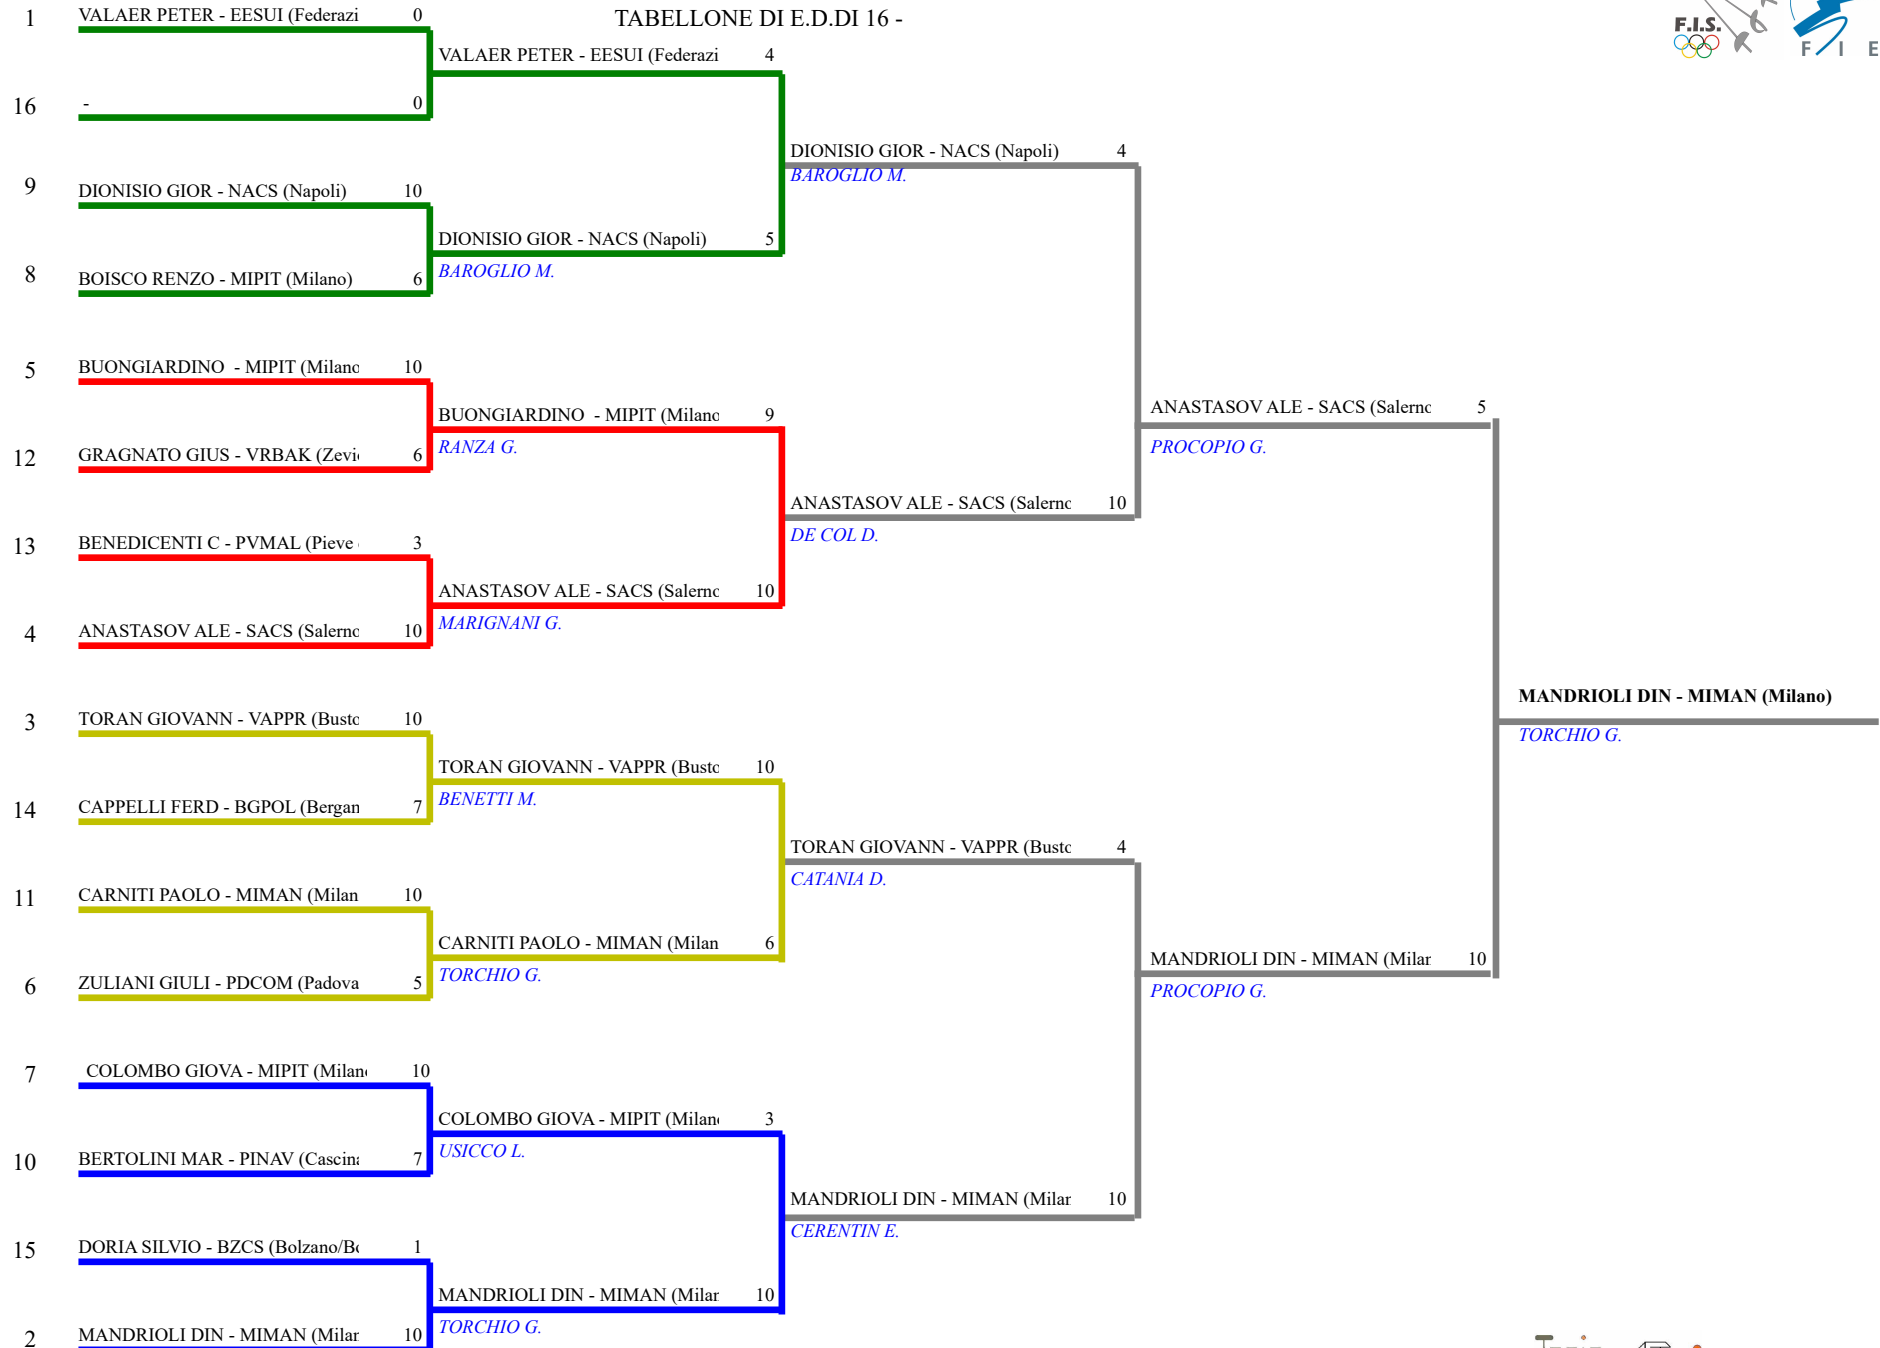 1 VALAER PETER - EESUI (Federazi 0
TABELLONE DI E.D.DI 16 -
F.I.S.
F I E
VALAER PETER - EESUI (Federazi 4
16 - 0
DIONISIO GIOR - NACS (Napoli) 4
BAROGLIO M.
9 DIONISIO GIOR - NACS (Napoli) 10
DIONISIO GIOR - NACS (Napoli) 5
BAROGLIO M.
8 BOISCO RENZO - MIPIT (Milano) 6
5 BUONGIARDINO - MIPIT (Milano 10
BUONGIARDINO - MIPIT (Milano 9
RANZA G.
ANASTASOV ALE - SACS (Salerno 5
PROCOPIO G.
12 GRAGNATO GIUS - VRBAK (Zevi 6
ANASTASOV ALE - SACS (Salerno 10
DE COL D.
13 BENEDICENTI C - PVMAL (Pieve 3
ANASTASOV ALE - SACS (Salerno 10
MARIGNANI G.
4 ANASTASOV ALE - SACS (Salerno 10
MANDRIOLI DIN - MIMAN (Milano)
TORCHIO G.
3 TORAN GIOVANN - VAPPR (Busto 10
TORAN GIOVANN - VAPPR (Busto 10
BENETTI M.
14 CAPPELLI FERD - BGPOL (Bergan 7
TORAN GIOVANN - VAPPR (Busto 4
CATANIA D.
11 CARNITI PAOLO - MIMAN (Milan 10
CARNITI PAOLO - MIMAN (Milan 6
TORCHIO G.
MANDRIOLI DIN - MIMAN (Milar 10
PROCOPIO G.
6 ZULIANI GIULI - PDCOM (Padova 5
7 COLOMBO GIOVA - MIPIT (Milan 10
COLOMBO GIOVA - MIPIT (Milan 3
USICCO L.
10 BERTOLINI MAR - PINAV (Cascina 7
MANDRIOLI DIN - MIMAN (Milar 10
CERENTIN E.
15 DORIA SILVIO - BZCS (Bolzano/B 1
MANDRIOLI DIN - MIMAN (Milar 10
TORCHIO G.
2 MANDRIOLI DIN - MIMAN (Milar 10